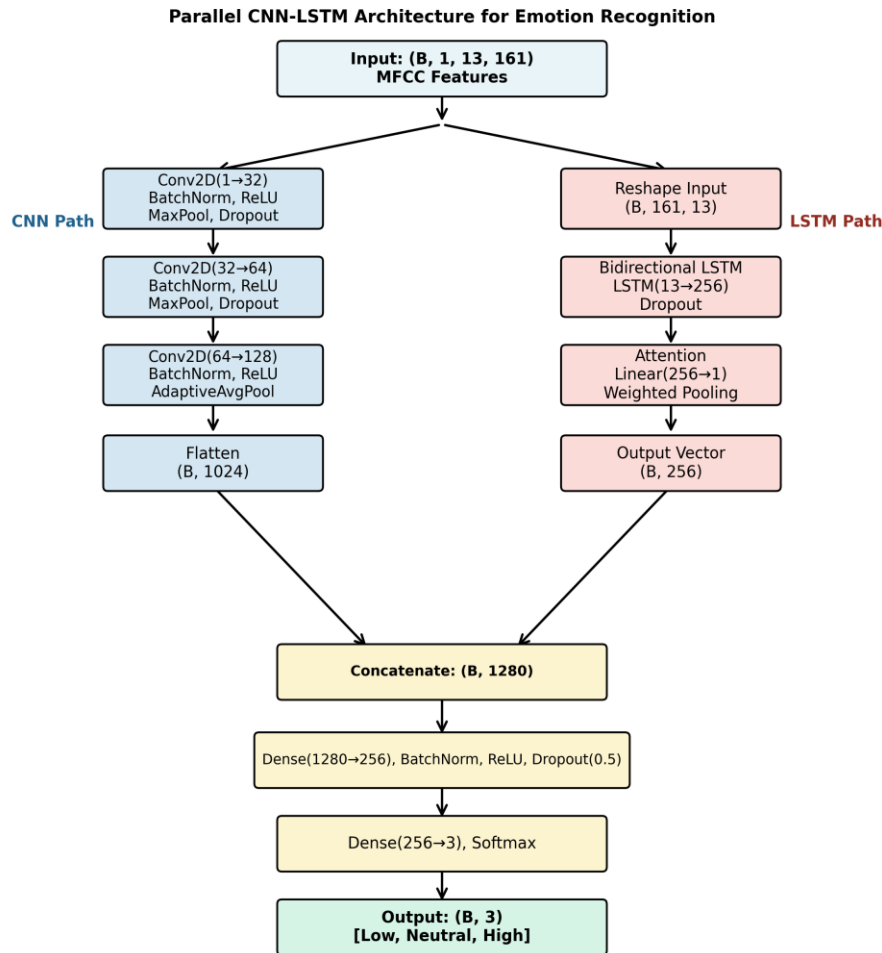 Parallel CNN-LSTM Architecture for Emotion Recognition
Input: (B, 1, 13, 161)
MFCC Features
CNN Path
Conv2D(1→32)
BatchNorm, ReLU
MaxPool, Dropout
Conv2D(32→64)
BatchNorm, ReLU
MaxPool, Dropout
Conv2D(64→128)
BatchNorm, ReLU
AdaptiveAvgPool
Flatten
(B, 1024)
LSTM Path
Reshape Input
(B, 161, 13)
Bidirectional LSTM
LSTM(13→256)
Dropout
Attention
Linear(256→1)
Weighted Pooling
Output Vector
(B, 256)
Concatenate: (B, 1280)
Dense(1280→256), BatchNorm, ReLU, Dropout(0.5)
Dense(256→3), Softmax
Output: (B, 3)
[Low, Neutral, High]